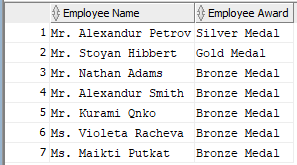 Employee Name Employee Award
1 Mr. Alexandur Petrov Silver Medal
2 Mr. Stoyan Hibbert Gold Medal
3 Mr. Nathan Adams Bronze Medal
4 Mr. Alexandur Smith Bronze Medal
5 Mr. Kurami Qnko Bronze Medal
6 Ms. Violeta Racheva Bronze Medal
7 Ms. Maikti Putkat Bronze Medal